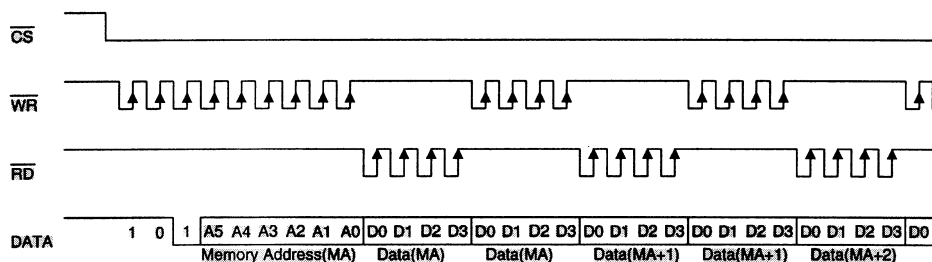 CS
WR
RD
DATA 1 0 1 A5 A4 A3 A2 A1 A0 D0 D1 D2 D3 D0 D1 D2 D3 D0 D1 D2 D3 D0 D1 D2 D3 D0 D1 D2 D3 D0
Memory Address(MA) Data(MA) Data(MA) Data(MA+1) Data(MA+1) Data(MA+2)